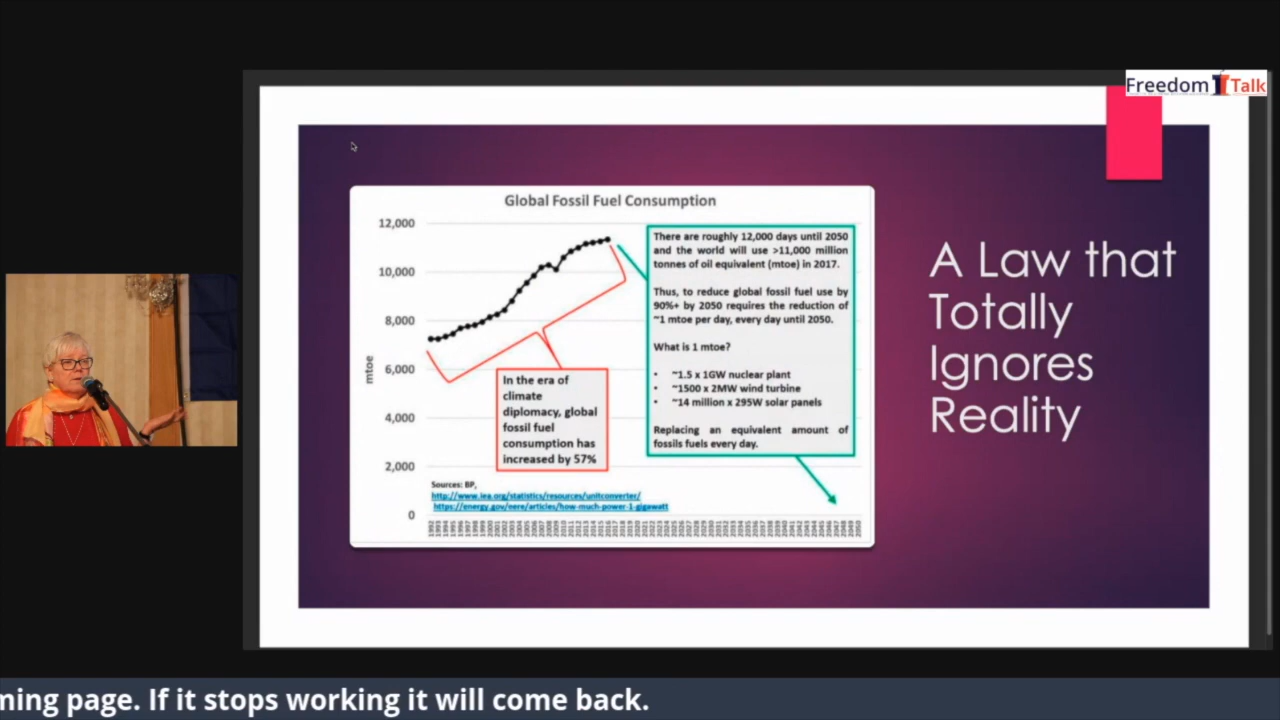 Freedom Talk
A Law that
Totally
Ignores
Reality
Global Fossil Fuel Consumption
12,000
10,000
8,000
6,000
4,000
2,000
0
mtoe
There are roughly 12,000 days until 2050
and the world will use >11,000 million
tonnes of oil equivalent (mtoe) in 2017.
Thus, to reduce global fossil fuel use by
90%+ by 2050 requires the reduction of
~1 mtoe per day, every day until 2050.
What is 1 mtoe?
• ~1.5 x 1GW nuclear plant
• ~1500 x 2MW wind turbine
• ~14 million x 295W solar panels
Replacing an equivalent amount of
fossils fuels every day.
In the era of
climate
diplomacy, global
fossil fuel
consumption has
increased by 57%
Sources: BP,
http://www.iea.org/statistics/resources/unitconverter/
https://energy.gov/eere/articles/how-much-power-1-gigawatt
ming page. If it stops working it will come back.